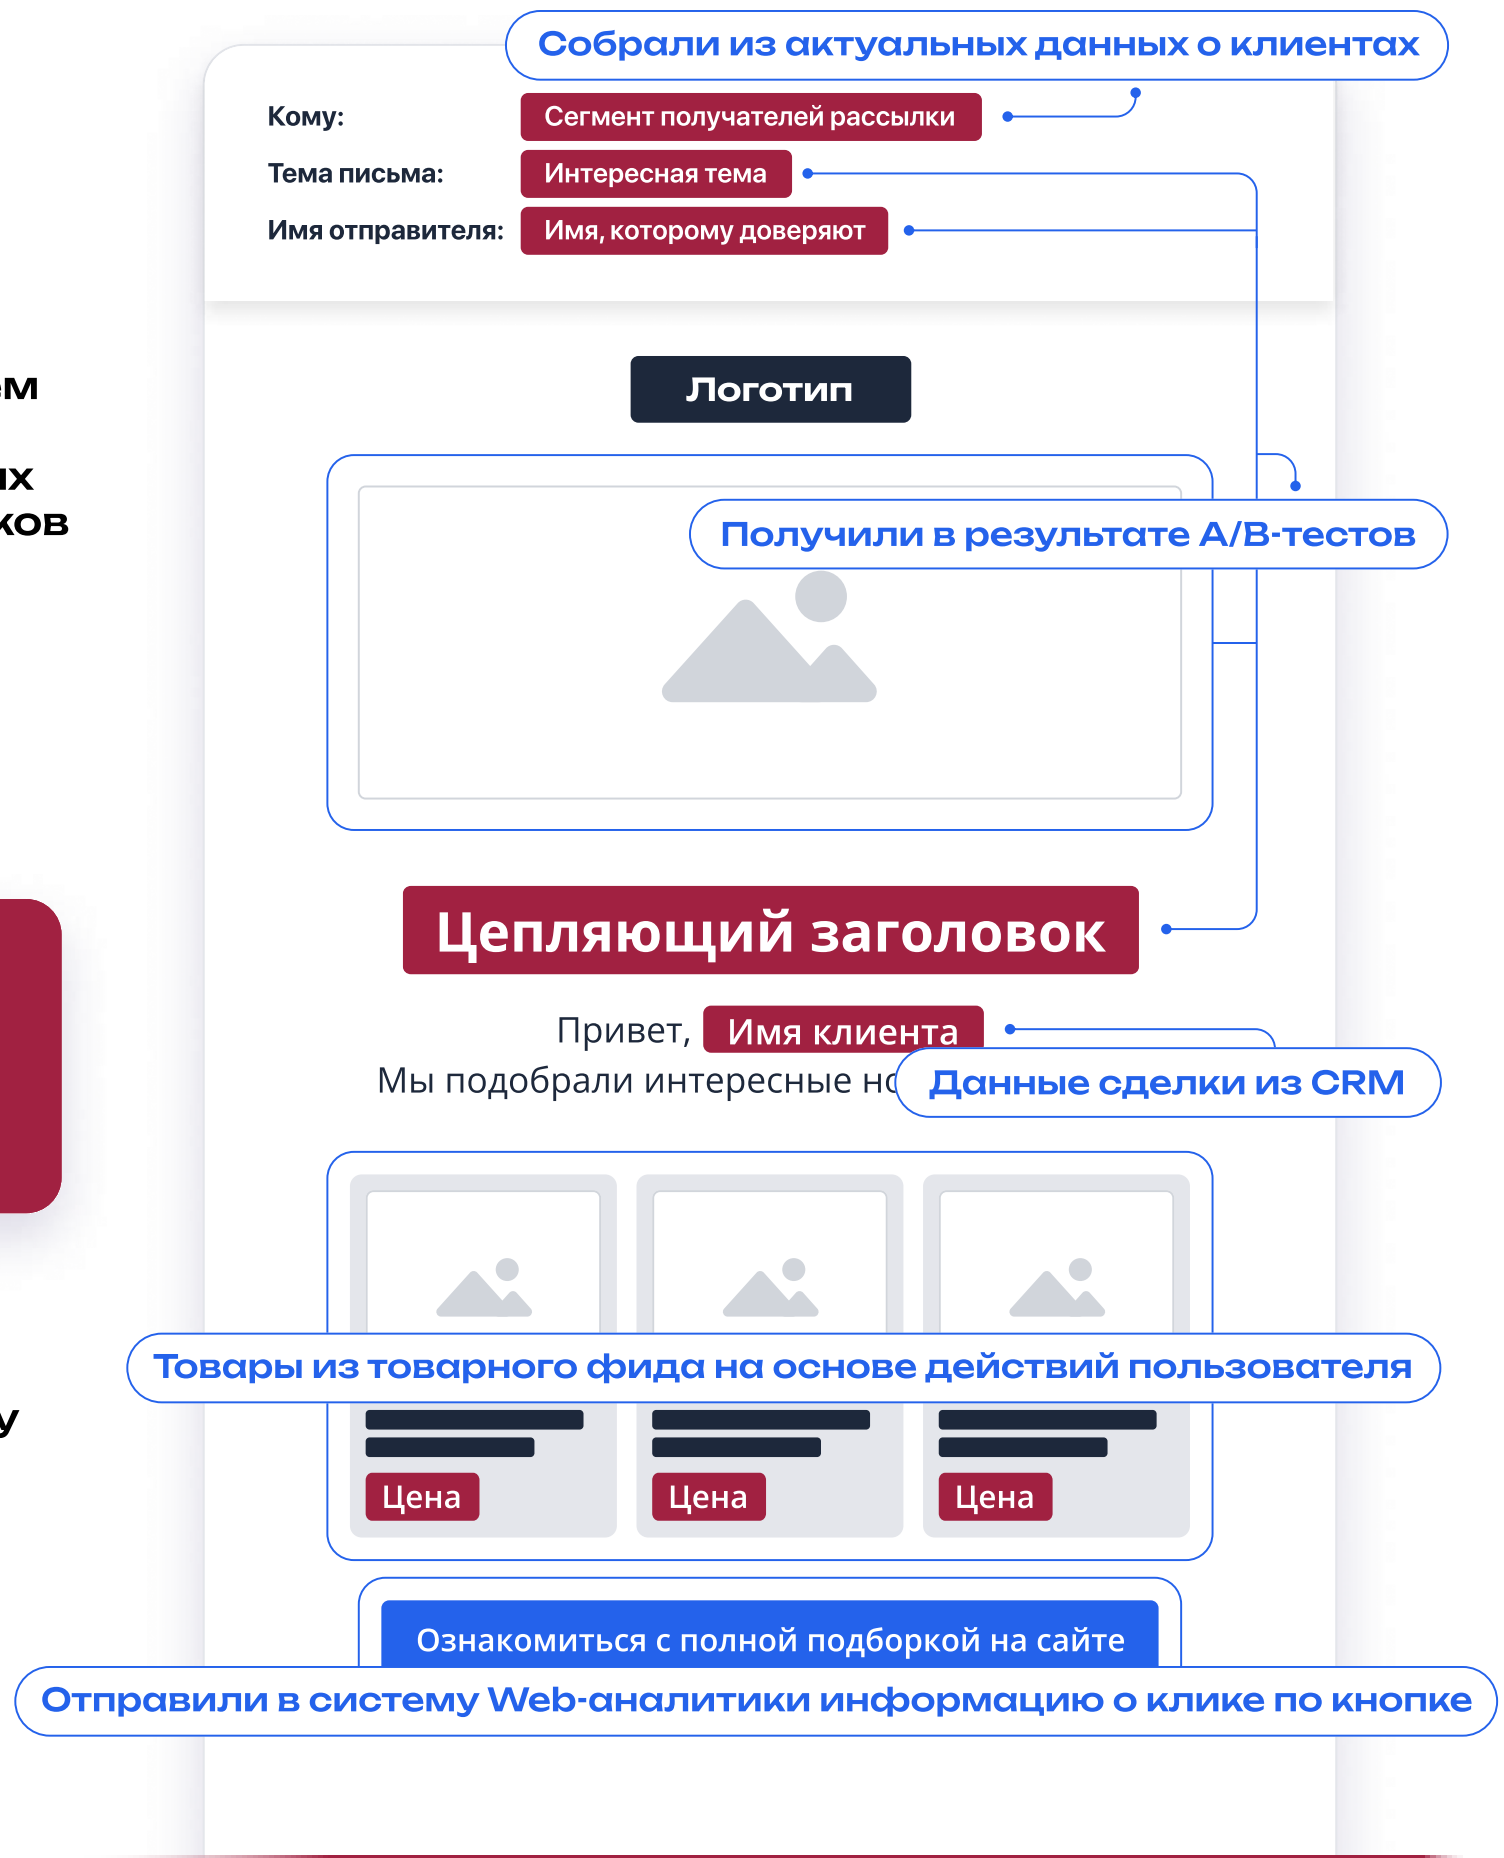 Собрали из актуальных данных о клиентах
Кому: Сегмент получателей рассылки
Тема письма: Интересная тема
Имя отправителя: Имя, которому доверяют
Логотип
Получили в результате A/B-тестов
Цепляющий заголовок
Привет, Имя клиента
Мы подобрали интересные
Данные сделки из CRM
Товары из товарного фида на основе действий пользователя
Цена Цена Цена
Ознакомиться с полной подборкой на сайте
Отправили в систему Web-аналитики информацию о клике по кнопке